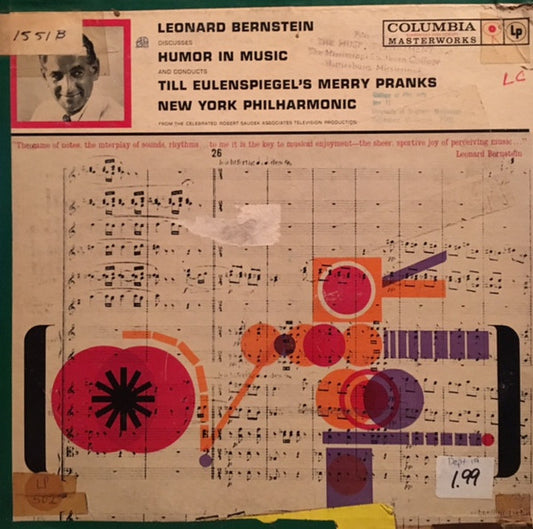 1551B
LEONARD BERNSTEIN
DISCUSSES
HUMOR IN MUSIC
AND CONDUCTS
TILL EULENSPIEGEL'S MERRY PRANKS
NEW YORK PHILHARMONIC
FROM THE CELEBRATED ROBERT SAUDEK ASSOCIATES TELEVISION PRODUCTION
COLUMBIA
MASTERWORKS
LP
LC
"The game of notes, the interplay of sounds, rhythms... to me it is the key to musical enjoyment—the sheer, sportive joy of perceiving music..."
Leonard Bernstein
26
LP
502
1.99